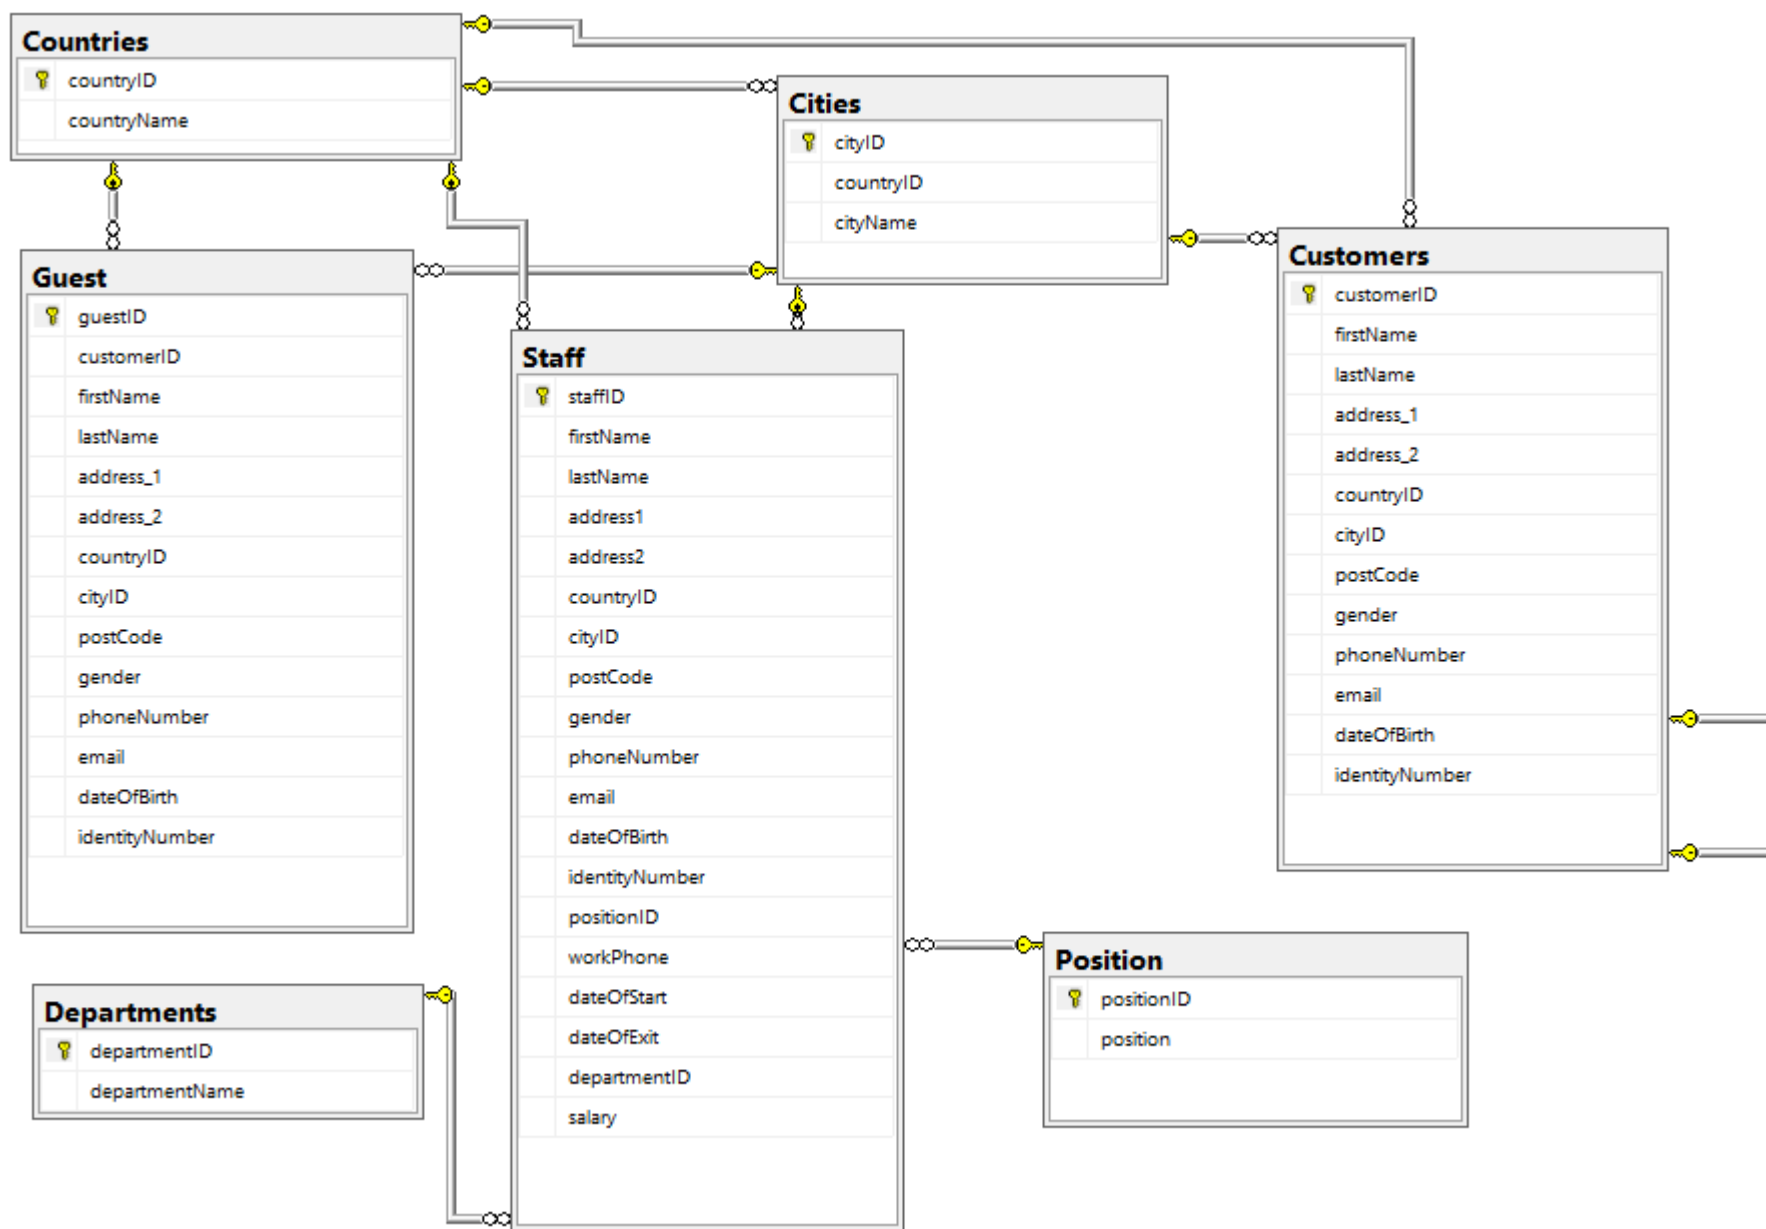 Countries
countryID
countryName
Cities
cityID
countryID
cityName
Customers
customerID
firstName
lastName
address_1
address_2
countryID
cityID
postCode
gender
phoneNumber
email
dateOfBirth
identityNumber
Guest
guestID
customerID
firstName
lastName
address_1
address_2
countryID
cityID
postCode
gender
phoneNumber
email
dateOfBirth
identityNumber
Staff
staffID
firstName
lastName
address1
address2
countryID
cityID
postCode
gender
phoneNumber
email
dateOfBirth
identityNumber
positionID
workPhone
dateOfStart
dateOfExit
departmentID
salary
Position
positionID
position
Departments
departmentID
departmentName